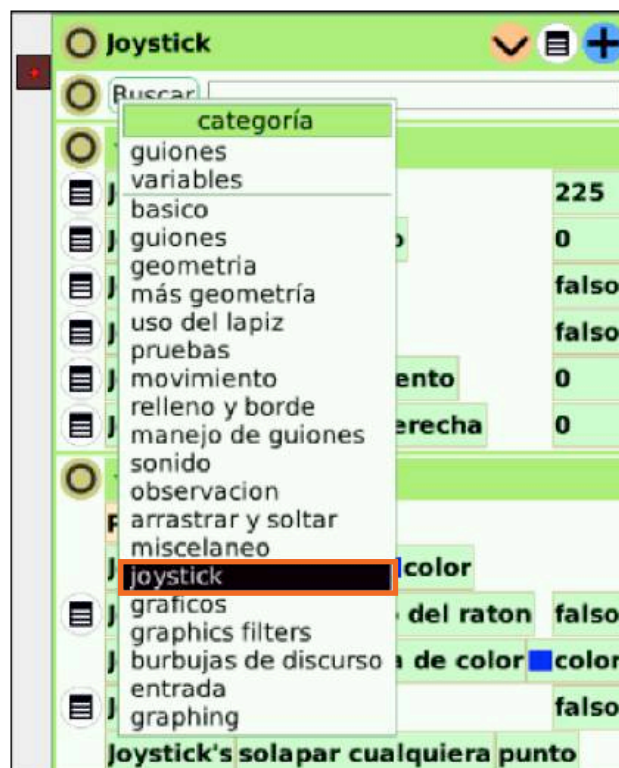 Joystick
Buscar
categoría
guiones
variables
225
basico
guiones
0
geometria
más geometría
falso
uso del lapiz
falso
pruebas
movimiento
ento
0
relleno y borde
manejo de guiones
erecha
0
sonido
observacion
arrastrar y soltar
miscelaneo
joystick
color
graficos
del raton falso
graphics filters
burbujas de discurso
de color color
entrada
falso
graphing
Joystick's solapar cualquiera punto